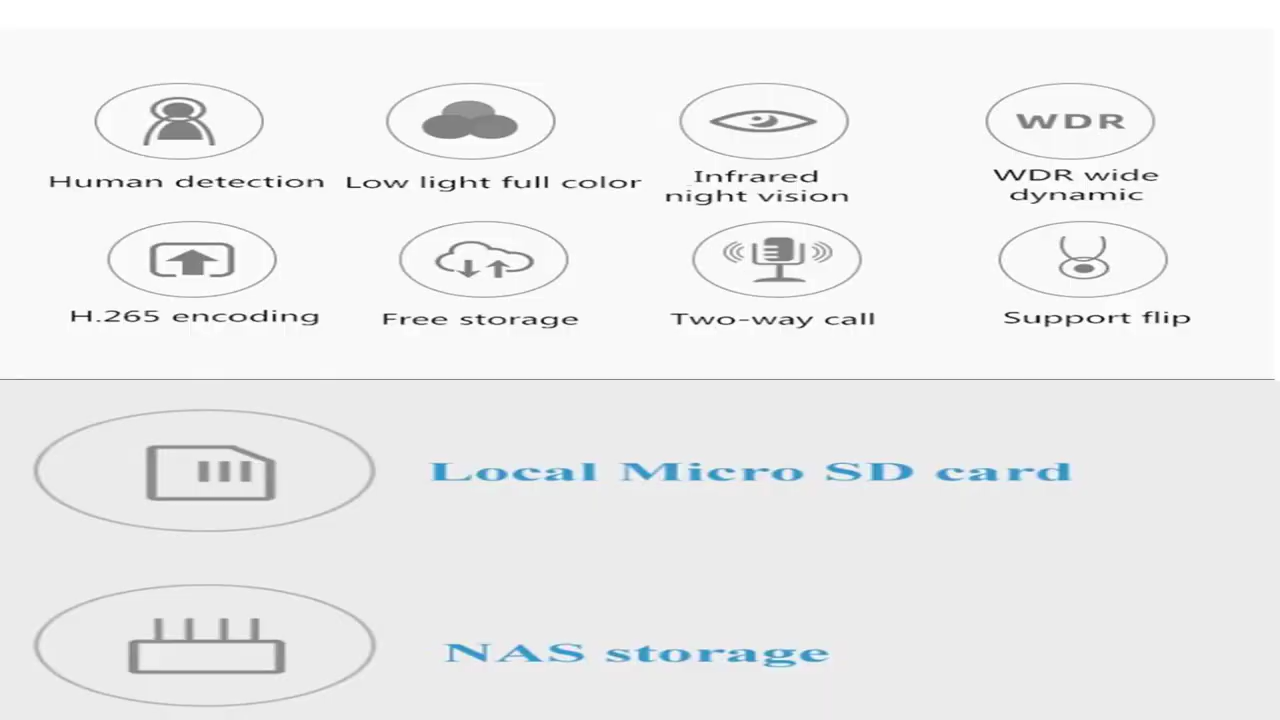 WDR
Human detection
Low light full color
Infrared
night vision
WDR wide
dynamic
H.265 encoding
Free storage
Two-way call
Support flip
Local Micro SD card
NAS storage